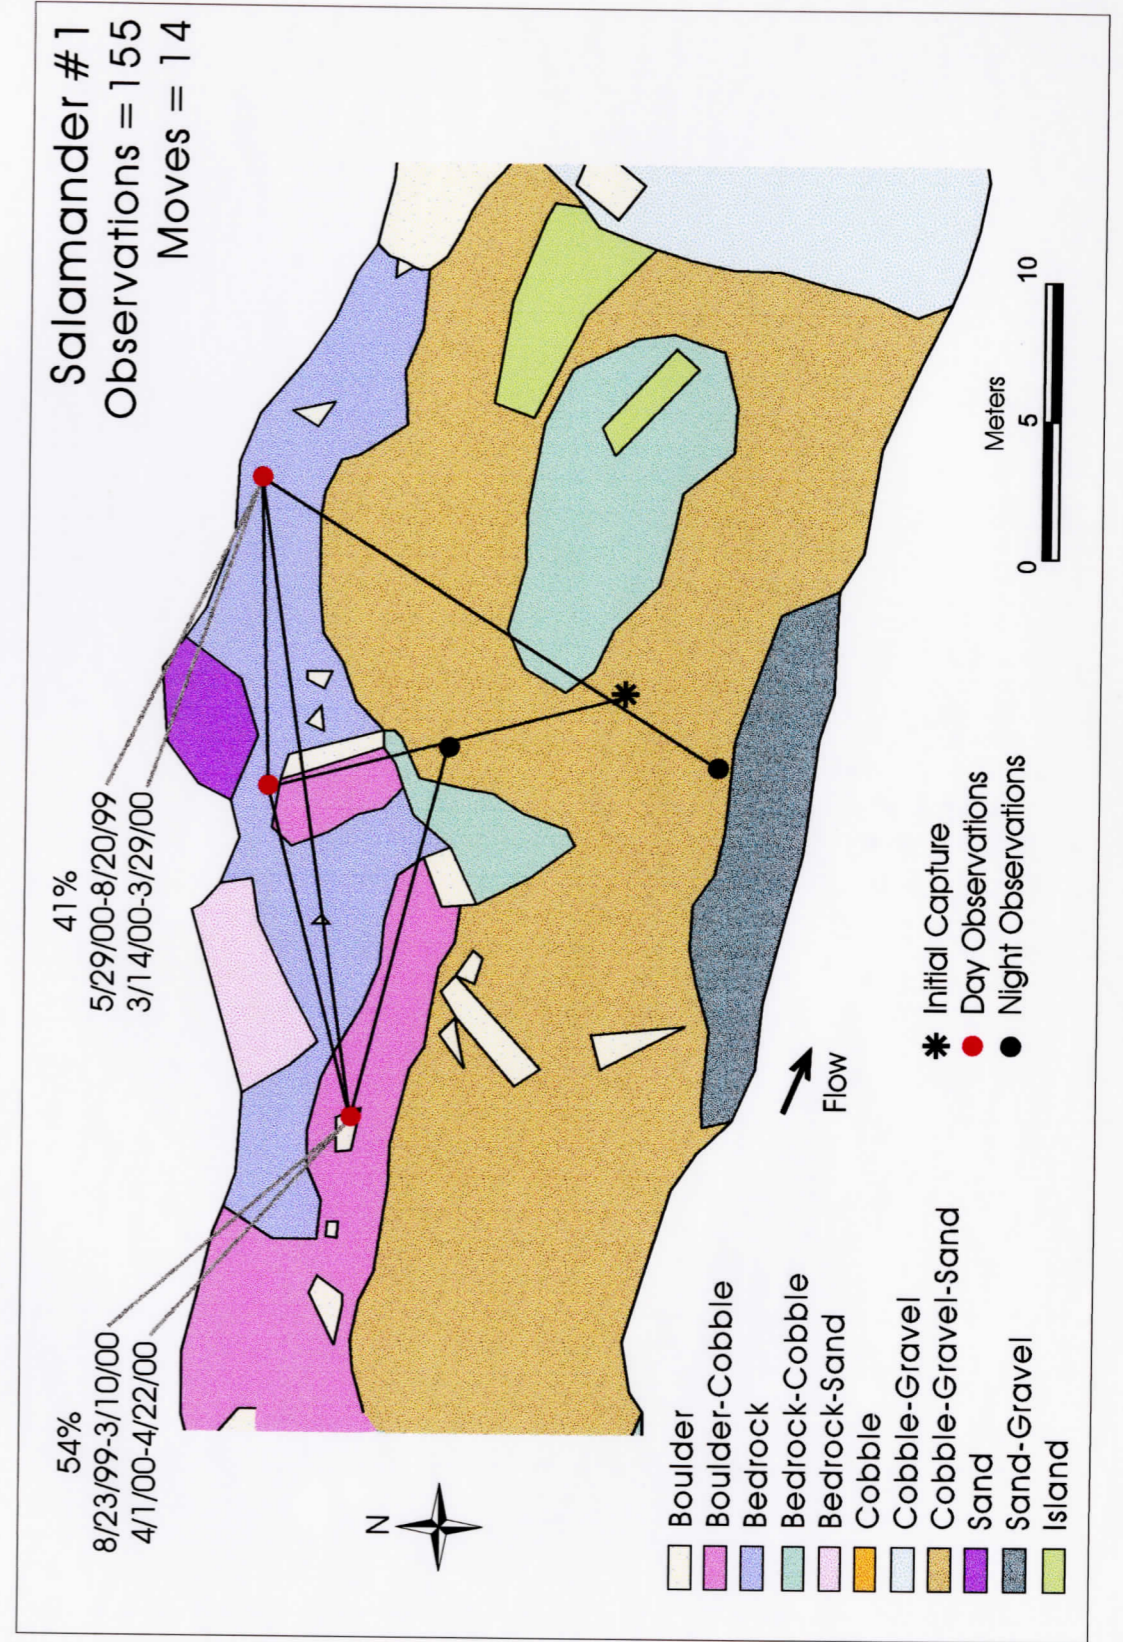 Salamander #1
Observations = 155
Moves = 14
41%
5/29/00-8/20/99
3/14/00-3/29/00
54%
8/23/99-3/10/00
4/1/00-4/22/00
N
Boulder
Boulder-Cobble
Bedrock
Bedrock-Cobble
Bedrock-Sand
Cobble
Cobble-Gravel
Cobble-Gravel-Sand
Sand
Sand-Gravel
Island
Flow
Initial Capture
Day Observations
Night Observations
Meters
0 5 10